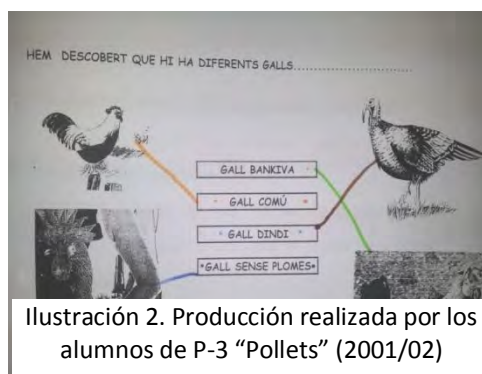 HEM DESCOBERT QUE HI HA DIFERENTS GALLS..............................
GALL BANKIVA
GALL COMÚ
GALL DINDI
GALL SENSE PLOMES
Ilustración 2. Producción realizada por los
alumnos de P-3 “Pollets” (2001/02)